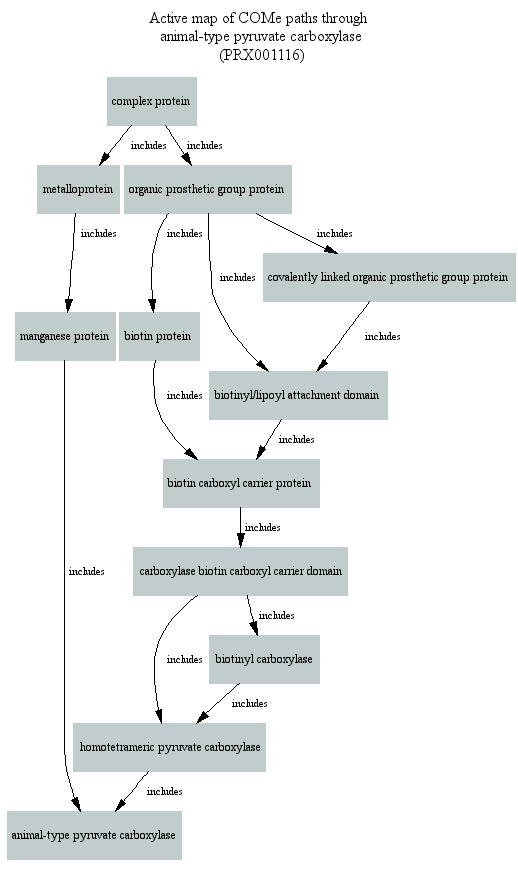 Active map of COMe paths through
animal-type pyruvate carboxylase
(PRX001116)
complex protein
includes
includes
metalloprotein
organic prosthetic group protein
includes
includes
includes
includes
covalently linked organic prosthetic group protein
manganese protein
biotin protein
includes
includes
biotinyl/lipoyl attachment domain
includes
biotin carboxyl carrier protein
includes
includes
carboxylase biotin carboxyl carrier domain
includes
includes
biotinyl carboxylase
includes
homotetrameric pyruvate carboxylase
includes
animal-type pyruvate carboxylase